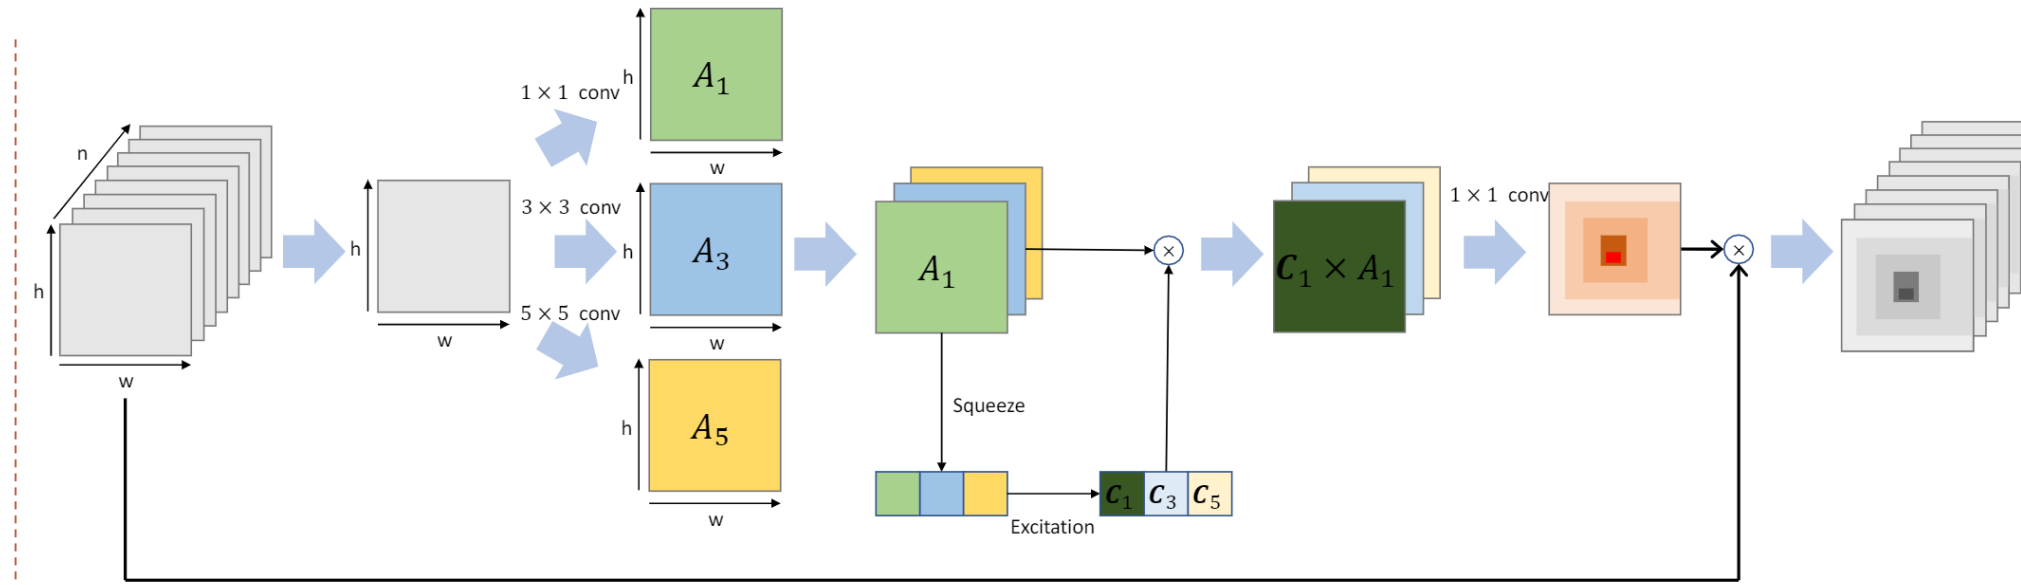 n
h
w
h
w
1 × 1 conv
3 × 3 conv
5 × 5 conv
h
A₁
w
h
A₃
w
h
A₅
w
A₁
Squeeze
Excitation
C₁ C₃ C₅
×
C₁ × A₁
1 × 1 conv
×